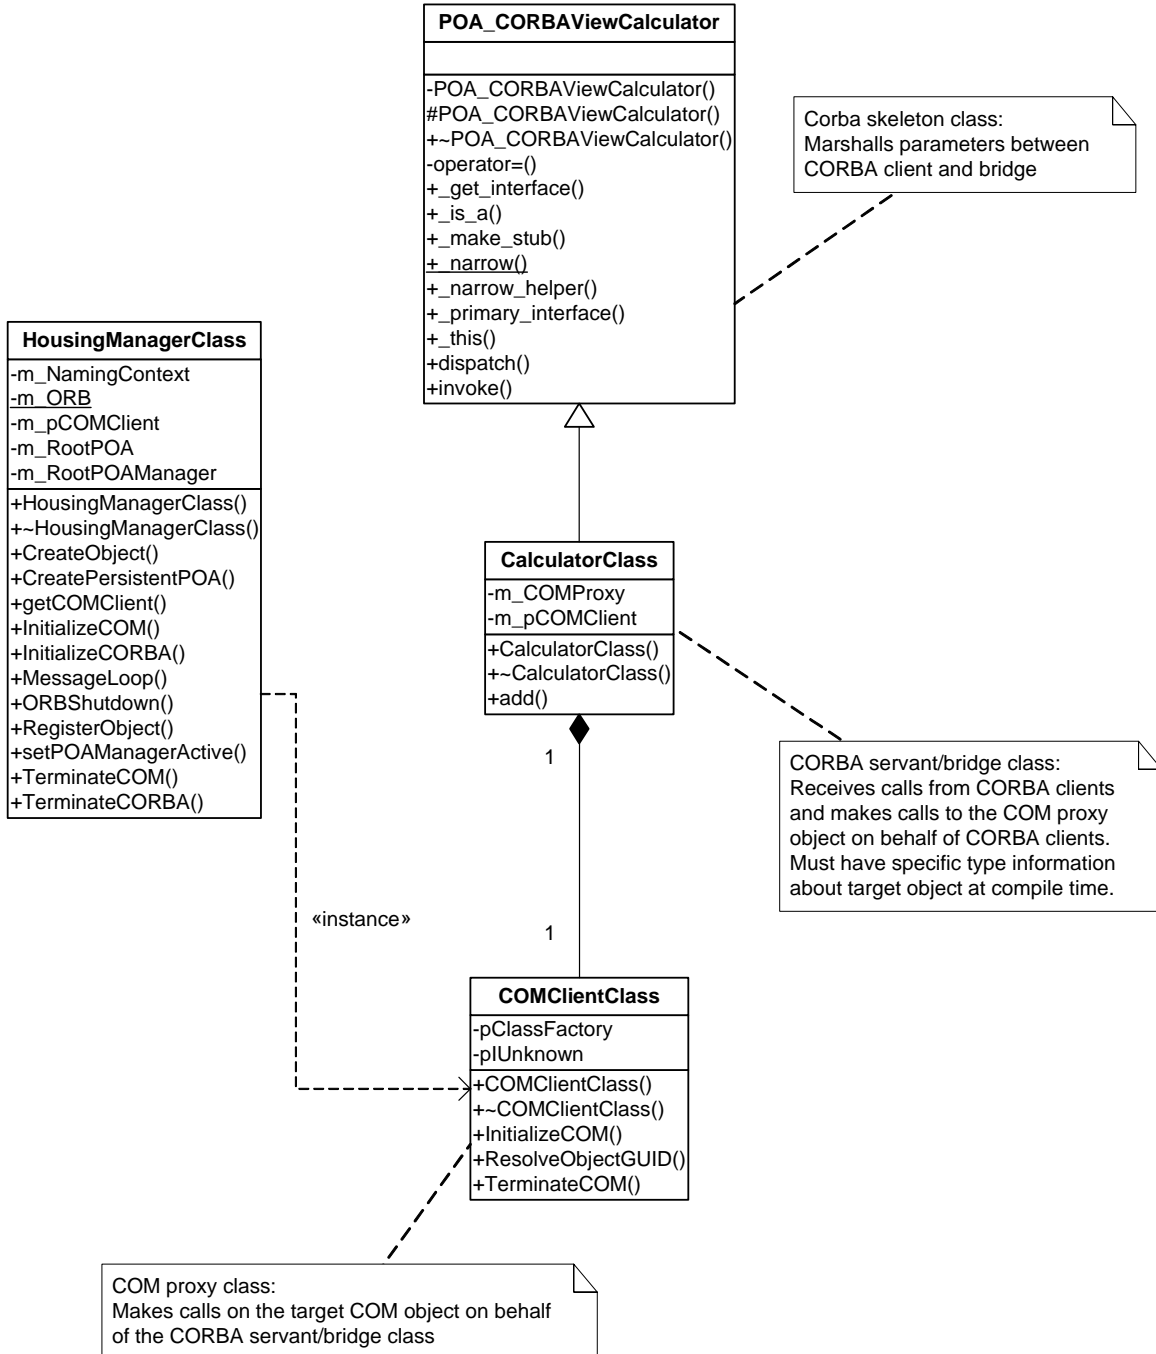 POA_CORBAViewCalculator
-POA_CORBAViewCalculator()
#POA_CORBAViewCalculator()
+~POA_CORBAViewCalculator()
-operator=()
+_get_interface()
+_is_a()
+_make_stub()
+_narrow()
+_narrow_helper()
+_primary_interface()
+_this()
+dispatch()
+invoke()
Corba skeleton class:
Marshalls parameters between
CORBA client and bridge
HousingManagerClass
-m_NamingContext
-m_ORB
-m_pCOMClient
-m_RootPOA
-m_RootPOAManager
+HousingManagerClass()
+~HousingManagerClass()
+CreateObject()
+CreatePersistentPOA()
+getCOMClient()
+InitializeCOM()
+InitializeCORBA()
+MessageLoop()
+ORBShutdown()
+RegisterObject()
+setPOAManagerActive()
+TerminateCOM()
+TerminateCORBA()
CalculatorClass
-m_COMProxy
-m_pCOMClient
+CalculatorClass()
+~CalculatorClass()
+add()
1
CORBA servant/bridge class:
Receives calls from CORBA clients
and makes calls to the COM proxy
object on behalf of CORBA clients.
Must have specific type information
about target object at compile time.
«instance»
1
COMClientClass
-pClassFactory
-pIUnknown
+COMClientClass()
+~COMClientClass()
+InitializeCOM()
+ResolveObjectGUID()
+TerminateCOM()
COM proxy class:
Makes calls on the target COM object on behalf
of the CORBA servant/bridge class